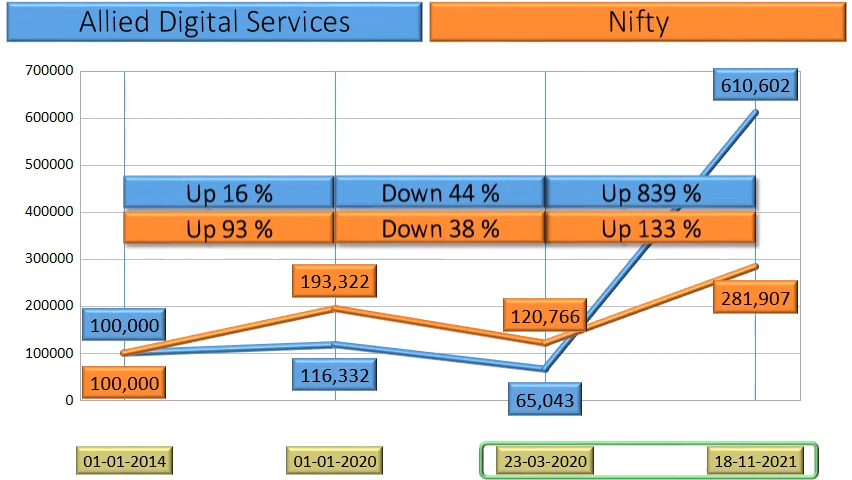 Allied Digital Services
Nifty
700000
600000
500000
400000
300000
200000
100000
0
610,602
Up 16 %
Down 44 %
Up 839 %
Up 93 %
Down 38 %
Up 133 %
193,322
281,907
120,766
100,000
116,332
100,000
65,043
01-01-2014
01-01-2020
23-03-2020
18-11-2021